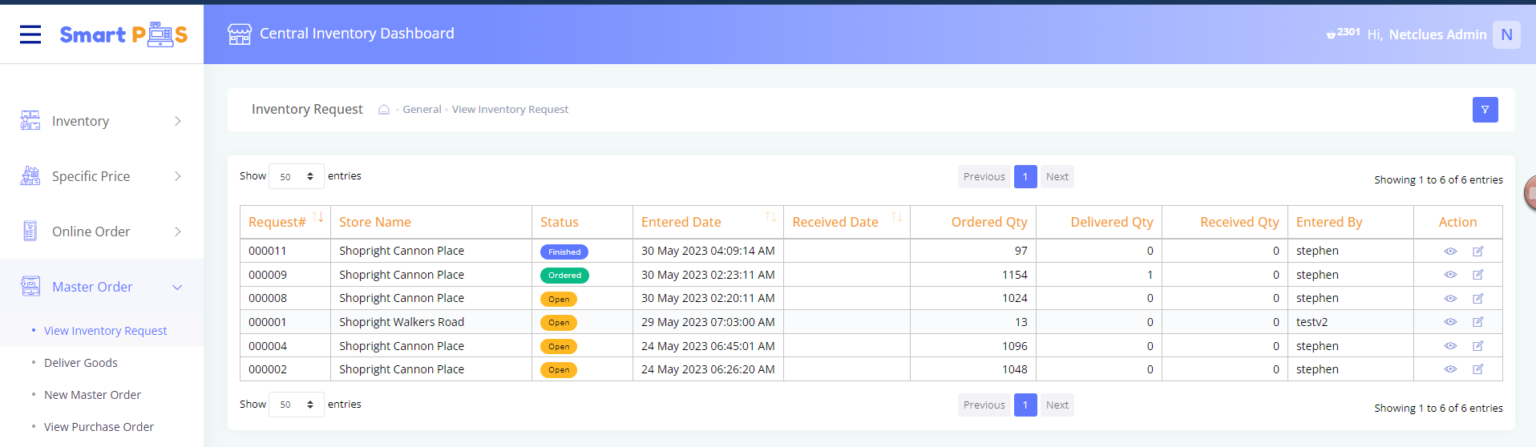 Smart POS
Central Inventory Dashboard
2301 Hi, Netclues Admin N
Inventory
Specific Price
Online Order
Master Order
• View Inventory Request
• Deliver Goods
• New Master Order
• View Purchase Order
Inventory Request - General - View Inventory Request
Show 50 entries
Previous 1 Next
Showing 1 to 6 of 6 entries
Request# Store Name Status Entered Date Received Date Ordered Qty Delivered Qty Received Qty Entered By Action
000011 Shopright Cannon Place Finished 30 May 2023 04:09:14 AM 97 0 0 stephen
000009 Shopright Cannon Place Ordered 30 May 2023 02:23:11 AM 1154 1 0 stephen
000008 Shopright Cannon Place Open 30 May 2023 02:20:11 AM 1024 0 0 stephen
000001 Shopright Walkers Road Open 29 May 2023 07:03:00 AM 13 0 0 testv2
000004 Shopright Cannon Place Open 24 May 2023 06:45:01 AM 1096 0 0 stephen
000002 Shopright Cannon Place Open 24 May 2023 06:26:20 AM 1048 0 0 stephen
Show 50 entries
Previous 1 Next
Showing 1 to 6 of 6 entries